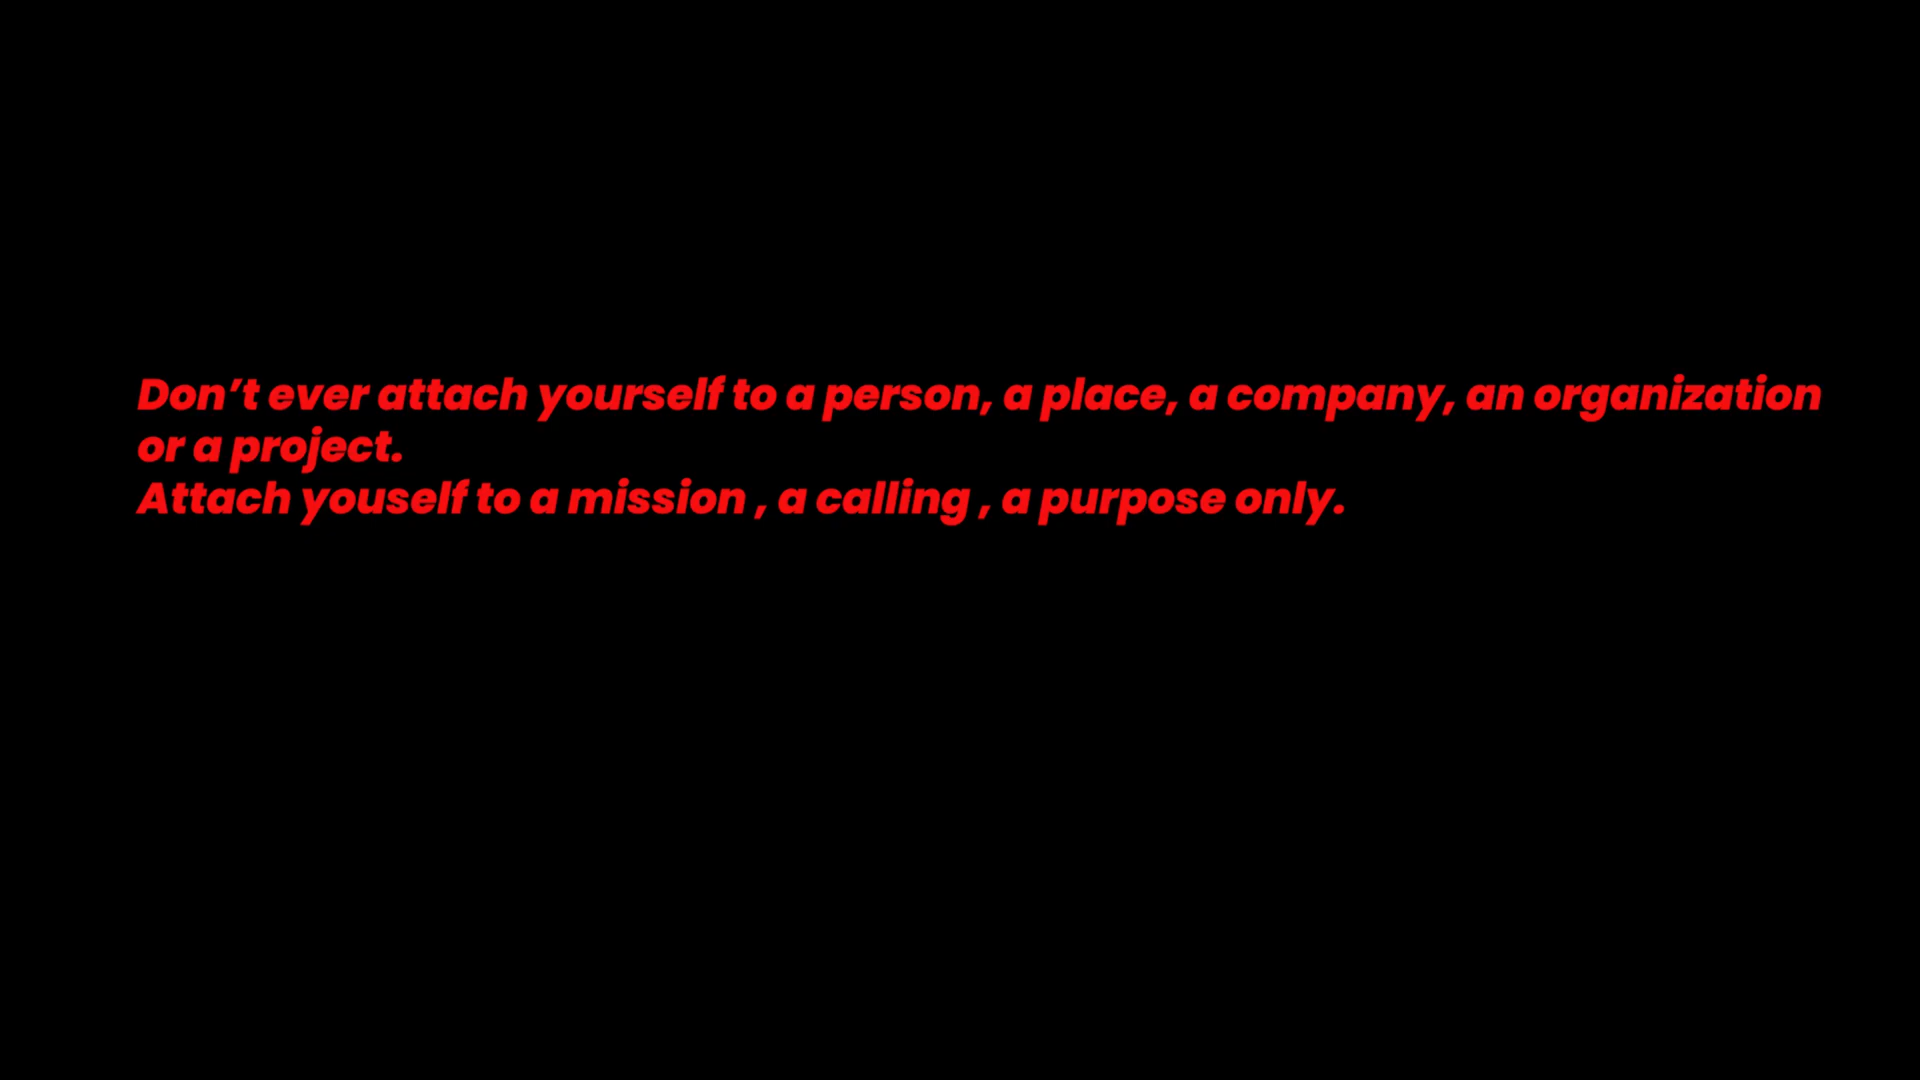 Don’t ever attach yourself to a person, a place, a company, an organization
or a project.
Attach youself to a mission , a calling , a purpose only.